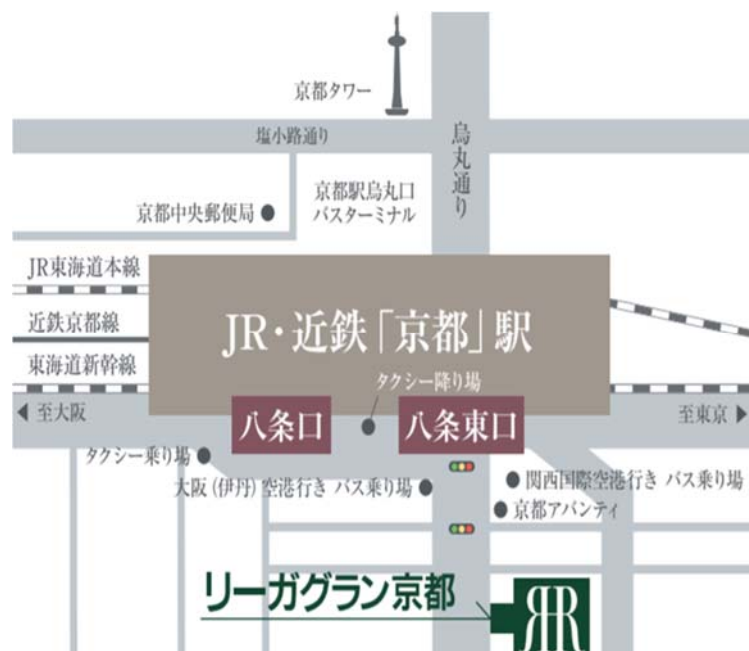 京都タワー
塩小路通り
烏丸通り
京都駅烏丸口
バスターミナル
京都中央郵便局
JR東海道本線
近鉄京都線
東海道新幹線
JR・近鉄「京都」駅
タクシー降り場
至大阪
八条口
八条東口
至東京
タクシー乗り場
大阪(伊丹)空港行き バス乗り場
関西国際空港行き バス乗り場
京都アバンティ
リーガグラン京都